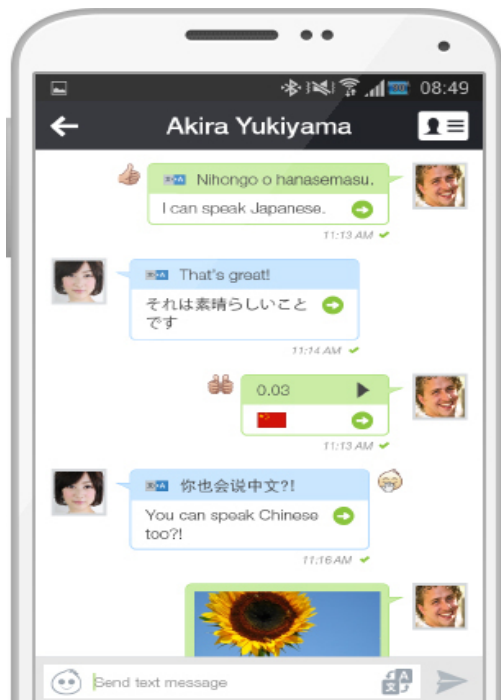 08:49
Akira Yukiyama
Nihongo o hanasemasu.
I can speak Japanese.
11:13 AM
That's great!
それは素晴らしいこと
です
11:14 AM
0.03
11:13 AM
你也会说中文?!
You can speak Chinese
too?!
11:16 AM
Send text message